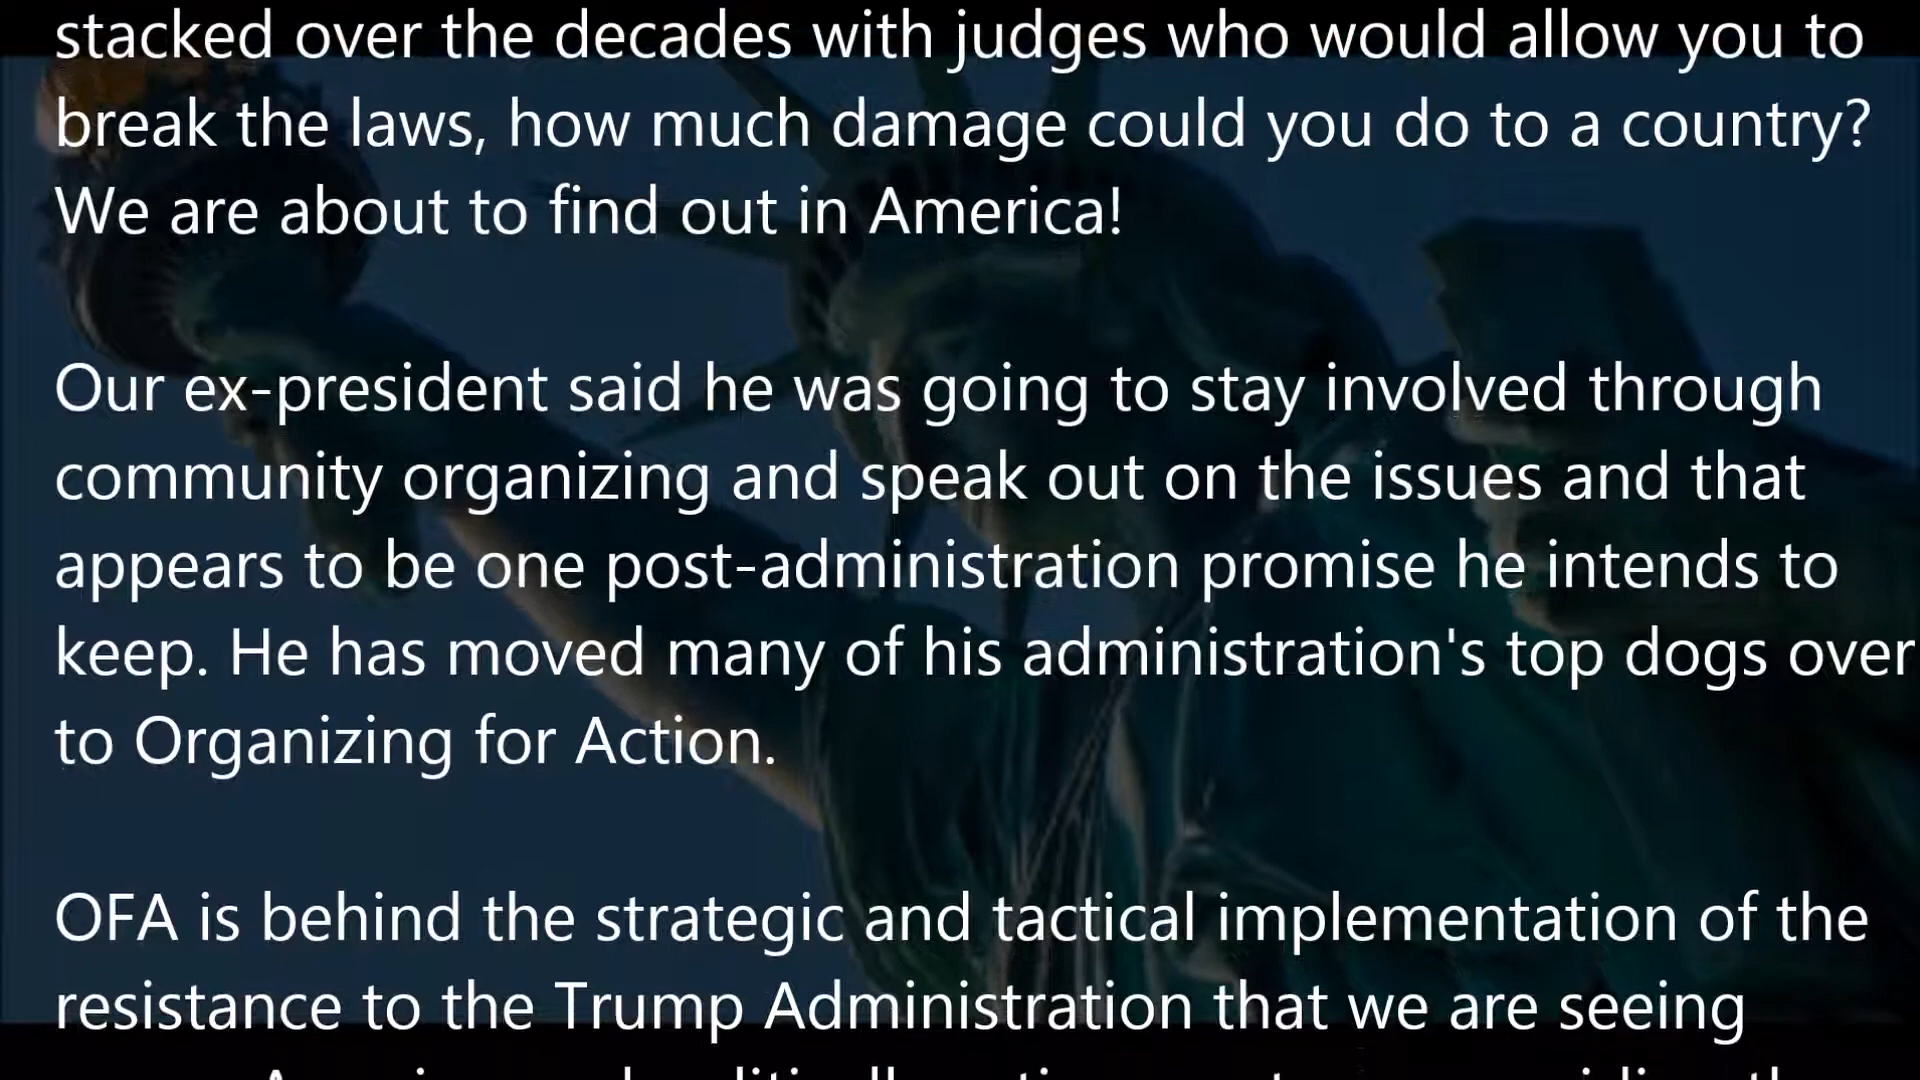 stacked over the decades with judges who would allow you to
break the laws, how much damage could you do to a country?
We are about to find out in America!
Our ex-president said he was going to stay involved through
community organizing and speak out on the issues and that
appears to be one post-administration promise he intends to
keep. He has moved many of his administration's top dogs over
to Organizing for Action.
OFA is behind the strategic and tactical implementation of the
resistance to the Trump Administration that we are seeing